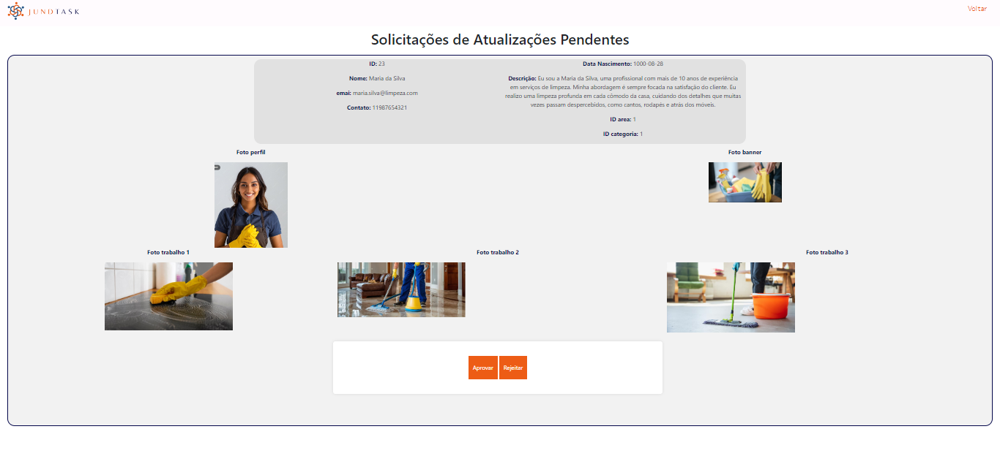 JUNDTASK
Voltar
Solicitações de Atualizações Pendentes
ID: 23
Nome: Maria da Silva
emai: maria.silva@limpeza.com
Contato: 11987654321
Data Nascimento: 1000-08-28
Descrição: Eu sou a Maria da Silva, uma profissional com mais de 10 anos de experiência
em serviços de limpeza. Minha abordagem é sempre focada na satisfação do cliente. Eu
realizo uma limpeza profunda em cada cômodo da casa, cuidando dos detalhes que muitas
vezes passam despercebidos, como cantos, rodapés e atrás dos móveis.
ID area: 1
ID categoria: 1
Foto perfil
Foto banner
Foto trabalho 1
Foto trabalho 2
Foto trabalho 3
Aprovar
Rejeitar